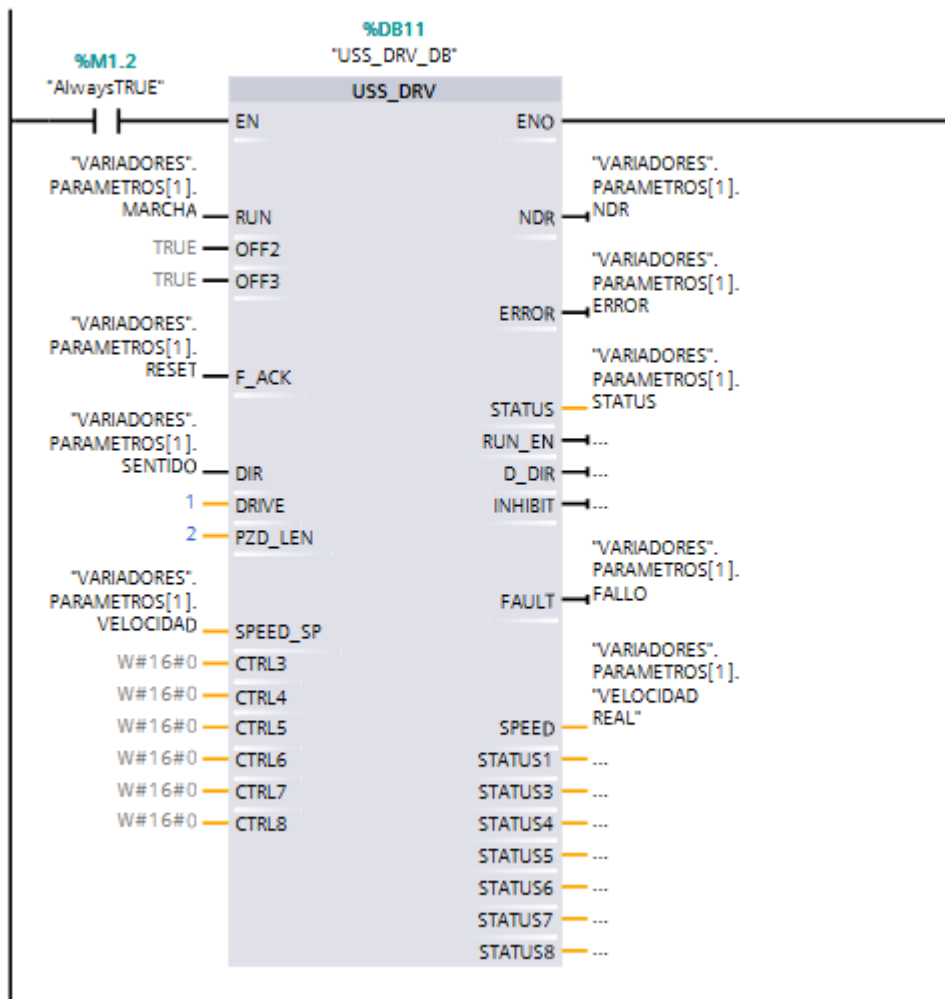 %DB11
"USS_DRV_DB"
%M1.2
"AlwaysTRUE"
USS_DRV
EN
ENO
"VARIADORES".
PARAMETROS[1].
MARCHA
RUN
"VARIADORES".
PARAMETROS[1].
NDR
NDR
TRUE
OFF2
TRUE
OFF3
"VARIADORES".
PARAMETROS[1].
ERROR
ERROR
"VARIADORES".
PARAMETROS[1].
RESET
F_ACK
"VARIADORES".
PARAMETROS[1].
STATUS
STATUS
"VARIADORES".
PARAMETROS[1].
SENTIDO
DIR
RUN_EN
...
D_DIR
...
1
DRIVE
INHIBIT
...
2
PZD_LEN
"VARIADORES".
PARAMETROS[1].
VELOCIDAD
SPEED_SP
"VARIADORES".
PARAMETROS[1].
FALLO
FAULT
W#16#0
CTRL3
W#16#0
CTRL4
"VARIADORES".
PARAMETROS[1].
"VELOCIDAD
REAL"
W#16#0
CTRL5
SPEED
W#16#0
CTRL6
STATUS1
...
W#16#0
CTRL7
STATUS3
...
W#16#0
CTRL8
STATUS4
...
STATUS5
...
STATUS6
...
STATUS7
...
STATUS8
...